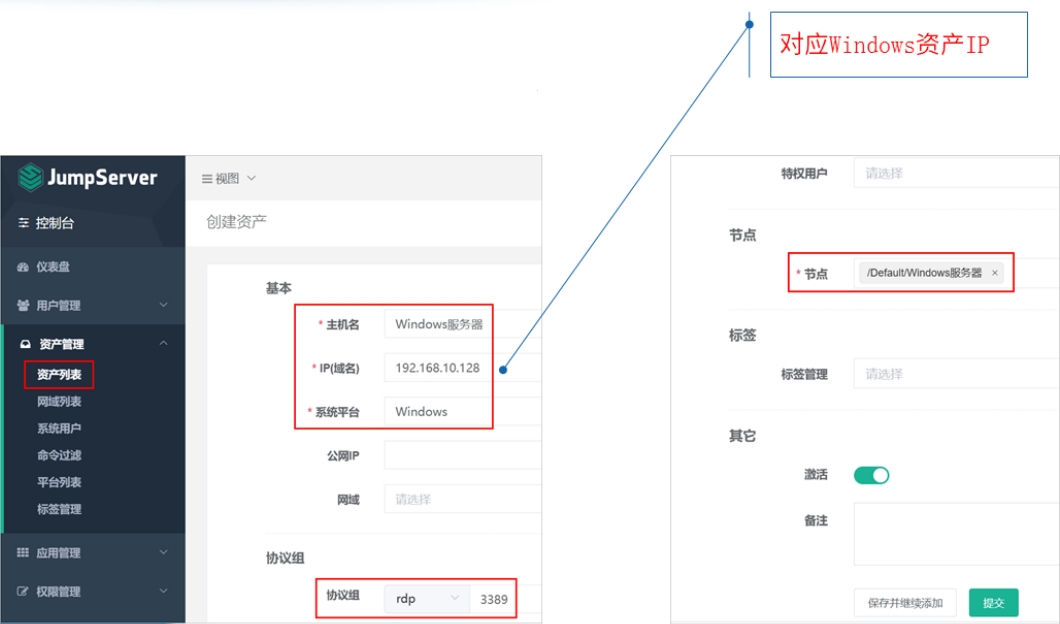 对应Windows资产IP
JumpServer
控制台
仪表盘
用户管理
资产管理
资产列表
网域列表
系统用户
命令过滤
平台列表
标签管理
应用管理
权限管理
视图
创建资产
基本
* 主机名 Windows服务器
* IP(域名) 192.168.10.128
* 系统平台 Windows
公网IP
网域 请选择
协议组
协议组 rdp 3389
特权用户 请选择
节点
* 节点 /Default/Windows服务器 ×
标签
标签管理 请选择
其它
激活
备注
保存并继续添加 提交